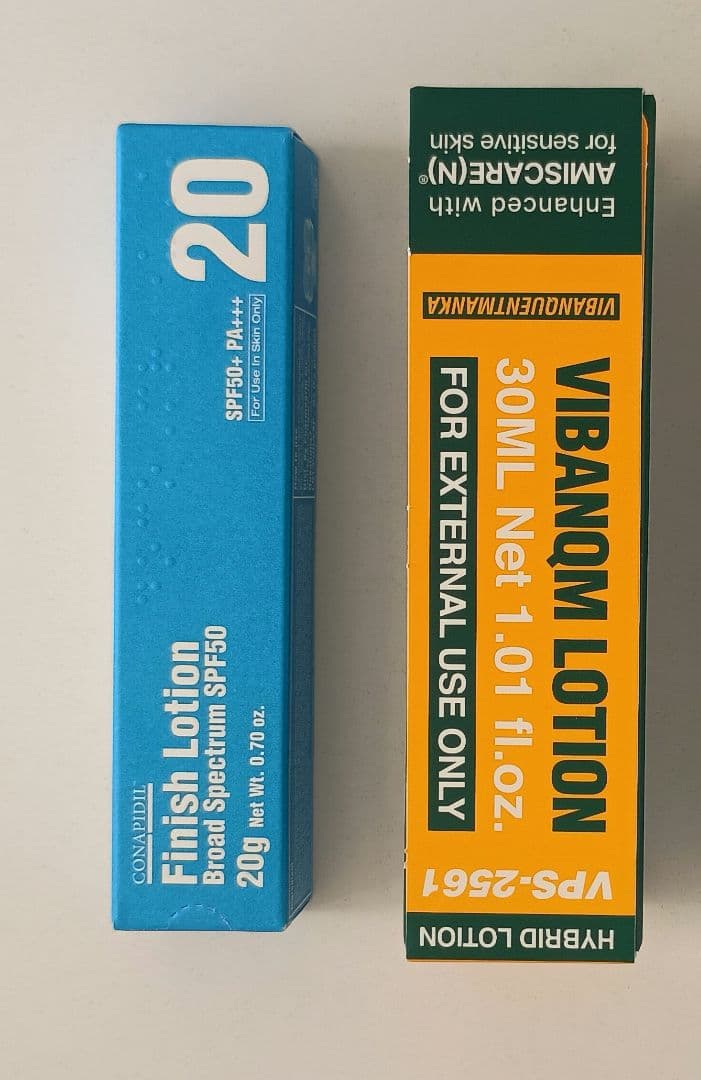 CONAPIDIL
Finish Lotion
Broad Spectrum SPF50
20g Net Wt. 0.70 oz.
SPF50+ PA+++
For Use In Skin Only
20
Enhanced with
AMISCARE(N)®
for sensitive skin
VIBANQUENTMANKA
VIBANQM LOTION
30ML Net 1.01 fl.oz.
FOR EXTERNAL USE ONLY
VPS-2561
HYBRID LOTION